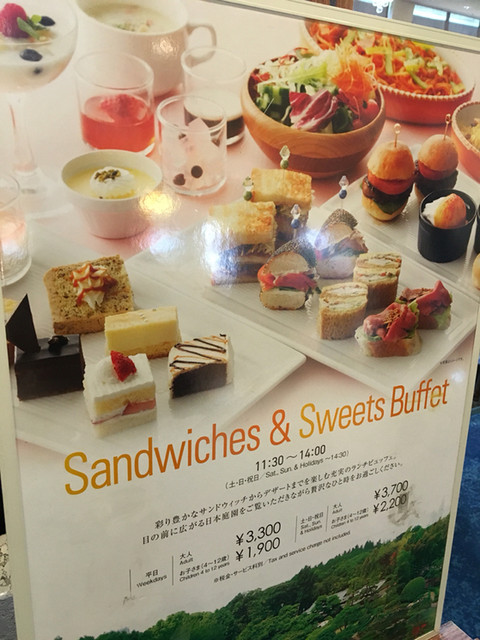 Sandwiches & Sweets Buffet
11:30～14:00
(土・日・祝日／Sat., Sun. & Holidays ～14:30)
彩り豊かなサンドウィッチからデザートまでを楽しむ充実のランチビュッフェ。
目の前に広がる日本庭園をご覧いただきながら贅沢なひと時をお過ごしください。
平日
Weekdays
大人
Adult
¥3,300
お子さま(4～12歳)
Children 4 to 12 years
¥1,900
土・日・祝日
Sat., Sun.
& Holidays
大人
Adult
¥3,700
お子さま(4～12歳)
Children 4 to 12 years
¥2,200
※税金・サービス料別／Tax and service charge not included.